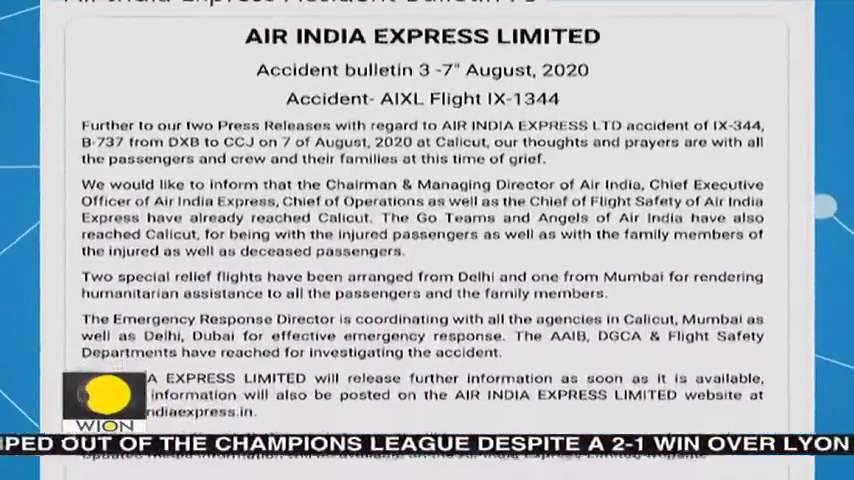 AIR INDIA EXPRESS LIMITED
Accident bulletin 3 -7" August, 2020
Accident- AIXL Flight IX-1344
Further to our two Press Releases with regard to AIR INDIA EXPRESS LTD accident of IX-344,
B-737 from DXB to CCJ on 7 of August, 2020 at Calicut, our thoughts and prayers are with all
the passengers and crew and their families at this time of grief.
We would like to inform that the Chairman & Managing Director of Air India, Chief Executive
Officer of Air India Express, Chief of Operations as well as the Chief of Flight Safety of Air India
Express have already reached Calicut. The Go Teams and Angels of Air India have also
reached Calicut, for being with the injured passengers as well as with the family members of
the injured as well as deceased passengers.
Two special relief flights have been arranged from Delhi and one from Mumbai for rendering
humanitarian assistance to all the passengers and the family members.
The Emergency Response Director is coordinating with all the agencies in Calicut, Mumbai as
well as Delhi, Dubai for effective emergency response. The AAIB, DGCA & Flight Safety
Departments have reached for investigating the accident.
A EXPRESS LIMITED will release further information as soon as it is available,
information will also be posted on the AIR INDIA EXPRESS LIMITED website at
ndiaexpress.in.
WION
IPED OUT OF THE CHAMPIONS LEAGUE DESPITE A 2-1 WIN OVER LYON